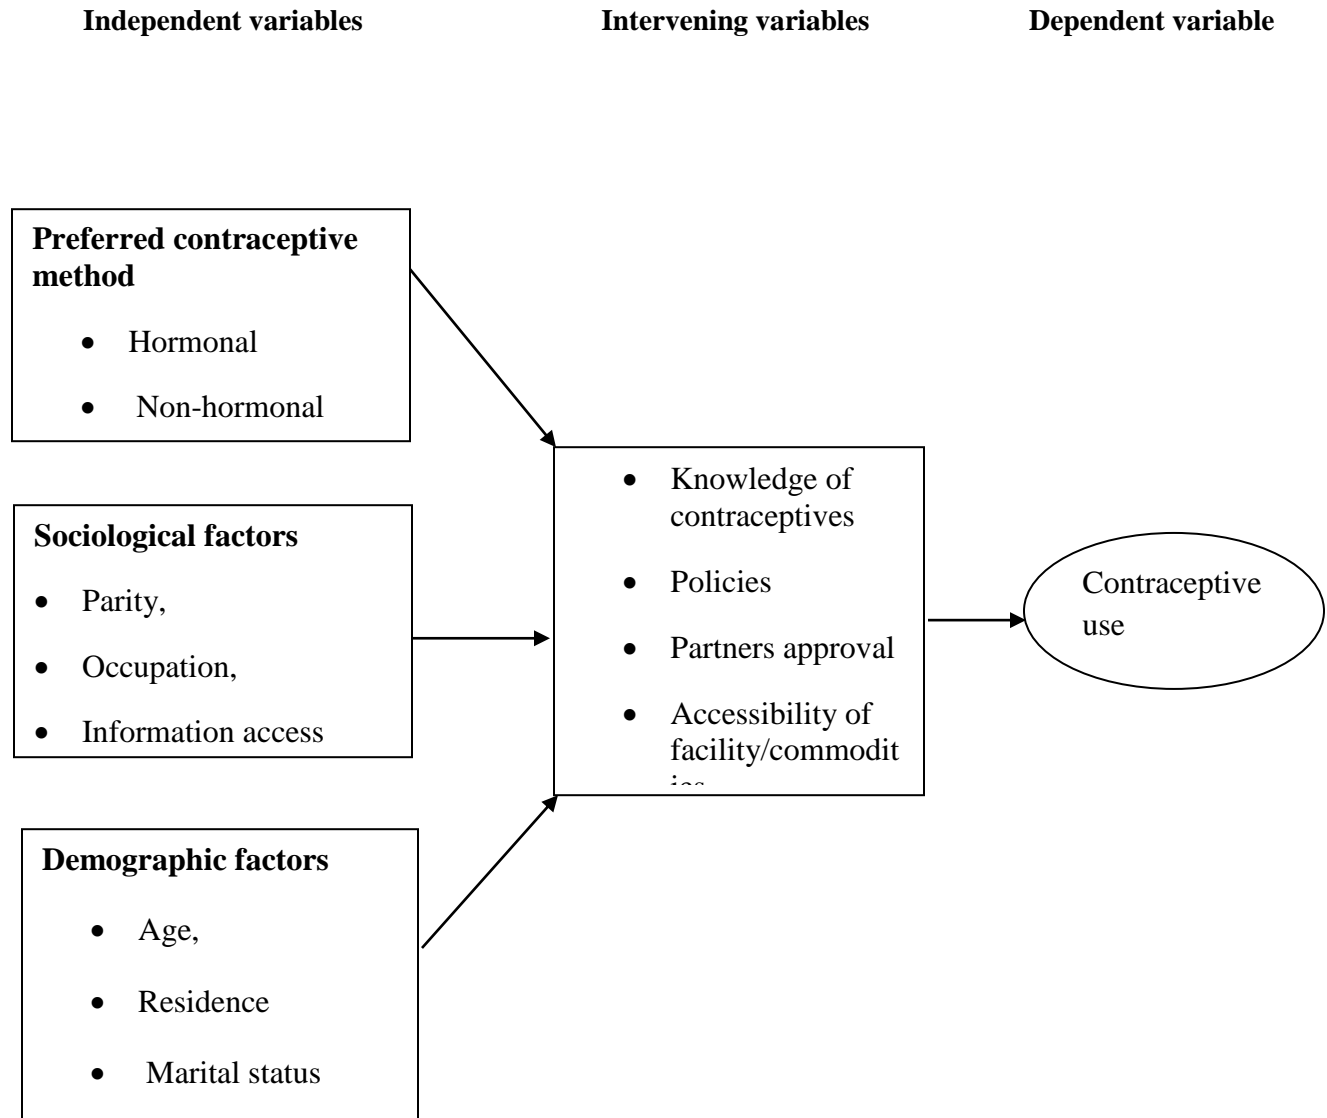 Independent variables
Intervening variables
Dependent variable
Preferred contraceptive
method
• Hormonal
• Non-hormonal
Sociological factors
• Parity,
• Occupation,
• Information access
Demographic factors
• Age,
• Residence
• Marital status
• Knowledge of
contraceptives
• Policies
• Partners approval
• Accessibility of
facility/commodit
Contraceptive
use